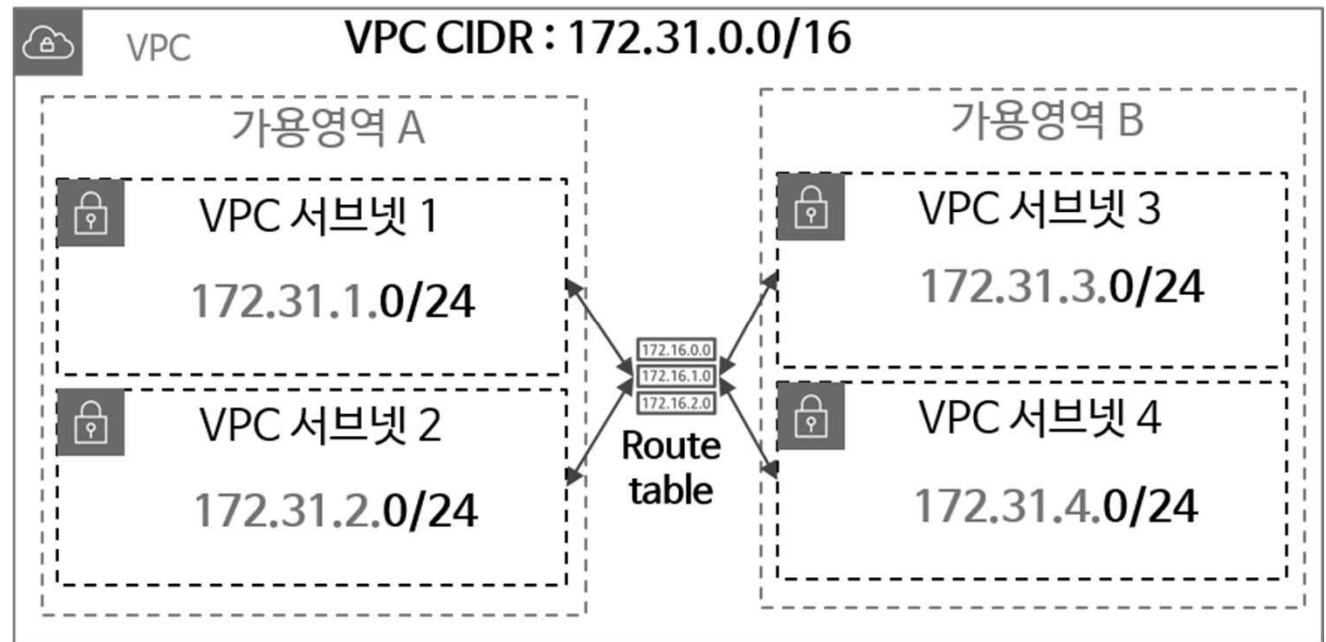 VPC
VPC CIDR : 172.31.0.0/16
가용영역 A
VPC 서브넷 1
172.31.1.0/24
VPC 서브넷 2
172.31.2.0/24
172.16.0.0
172.16.1.0
172.16.2.0
Route
table
가용영역 B
VPC 서브넷 3
172.31.3.0/24
VPC 서브넷 4
172.31.4.0/24